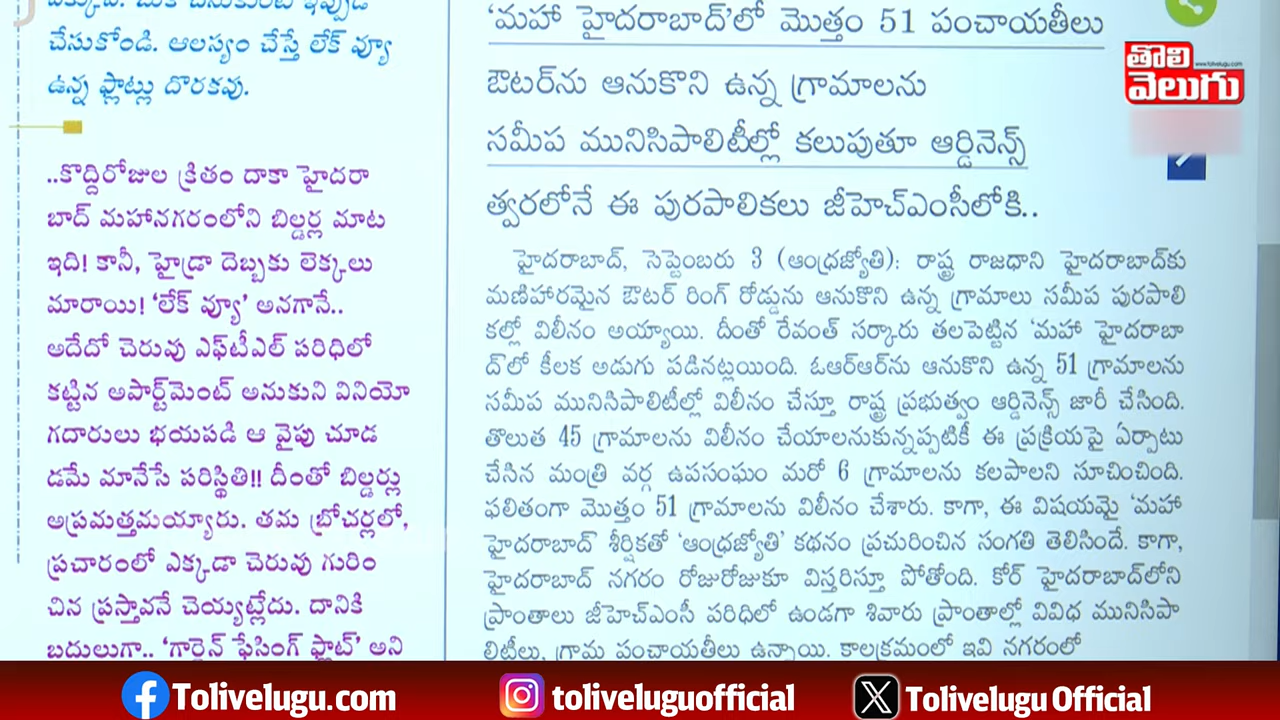 చేసుకోండి. ఆలస్యం చేస్తే లేక్ వ్యూ
ఉన్న ఫ్లాట్లు దొరకవు.
..కొద్దిరోజుల క్రితం దాకా హైదరా
బాద్ మహానగరంలోని బిల్డర్ల మాట
ఇది! కానీ, హైడ్రా దెబ్బకు లెక్కలు
మారాయి! ‘లేక్ వ్యూ’ అనగానే..
ఆదేదో చెరువు ఎఫ్‌టీఎల్ పరిధిలో
కట్టిన అపార్ట్‌మెంట్ అనుకుని వినియో
గదారులు భయపడి ఆ వైపు చూడ
డమే మానేసే పరిస్థితి!! దీంతో బిల్డర్లు
అప్రమత్తమయ్యారు. తమ బ్రోచర్లలో,
ప్రచారంలో ఎక్కడా చెరువు గురిం
చిన ప్రస్తావనే చెయ్యట్లేదు. దానికి
బదులుగా.. ‘గార్డెన్ ఫేసింగ్ ఫ్లాట్’ అని
‘మహా హైదరాబాద్’లో మొత్తం 51 పంచాయతీలు
ఔటర్‌ను ఆనుకొని ఉన్న గ్రామాలను
సమీప మునిసిపాలిటీల్లో కలుపుతూ ఆర్డినెన్స్
త్వరలోనే ఈ పురపాలికలు జీహెచ్‌ఎంసీలోకి..
హైదరాబాద్, సెప్టెంబరు 3 (ఆంధ్రజ్యోతి): రాష్ట్ర రాజధాని హైదరాబాద్‌కు
మణిహారమైన ఔటర్ రింగ్ రోడ్డును ఆనుకొని ఉన్న గ్రామాలు సమీప పురపాలి
కల్లో విలీనం అయ్యాయి. దీంతో రేవంత్ సర్కారు తలపెట్టిన ‘మహా హైదరాబా
ద్’లో కీలక అడుగు పడినట్లయింది. ఓఆర్ఆర్‌ను ఆనుకొని ఉన్న 51 గ్రామాలను
సమీప మునిసిపాలిటీల్లో విలీనం చేస్తూ రాష్ట్ర ప్రభుత్వం ఆర్డినెన్స్ జారీ చేసింది.
తొలుత 45 గ్రామాలను విలీనం చేయాలనుకున్నప్పటికీ ఈ ప్రక్రియపై ఏర్పాటు
చేసిన మంత్రి వర్గ ఉపసంఘం మరో 6 గ్రామాలను కలపాలని సూచించింది.
ఫలితంగా మొత్తం 51 గ్రామాలను విలీనం చేశారు. కాగా, ఈ విషయమై ‘మహా
హైదరాబాద్’ శీర్షికతో ‘ఆంధ్రజ్యోతి’ కథనం ప్రచురించిన సంగతి తెలిసిందే. కాగా,
హైదరాబాద్ నగరం రోజురోజుకూ విస్తరిస్తూ పోతోంది. కోర్ హైదరాబాద్‌లోని
ప్రాంతాలు జీహెచ్‌ఎంసీ పరిధిలో ఉండగా శివారు ప్రాంతాల్లో వివిధ మునిసిపా
లిటీలు, గ్రామ పంచాయతీలు ఉన్నాయి. కాలక్రమంలో ఇవి నగరంలో
తొలి
www.tolivelugu.com
వెలుగు
Tolivelugu.com
toliveluguofficial
Tolivelugu Official